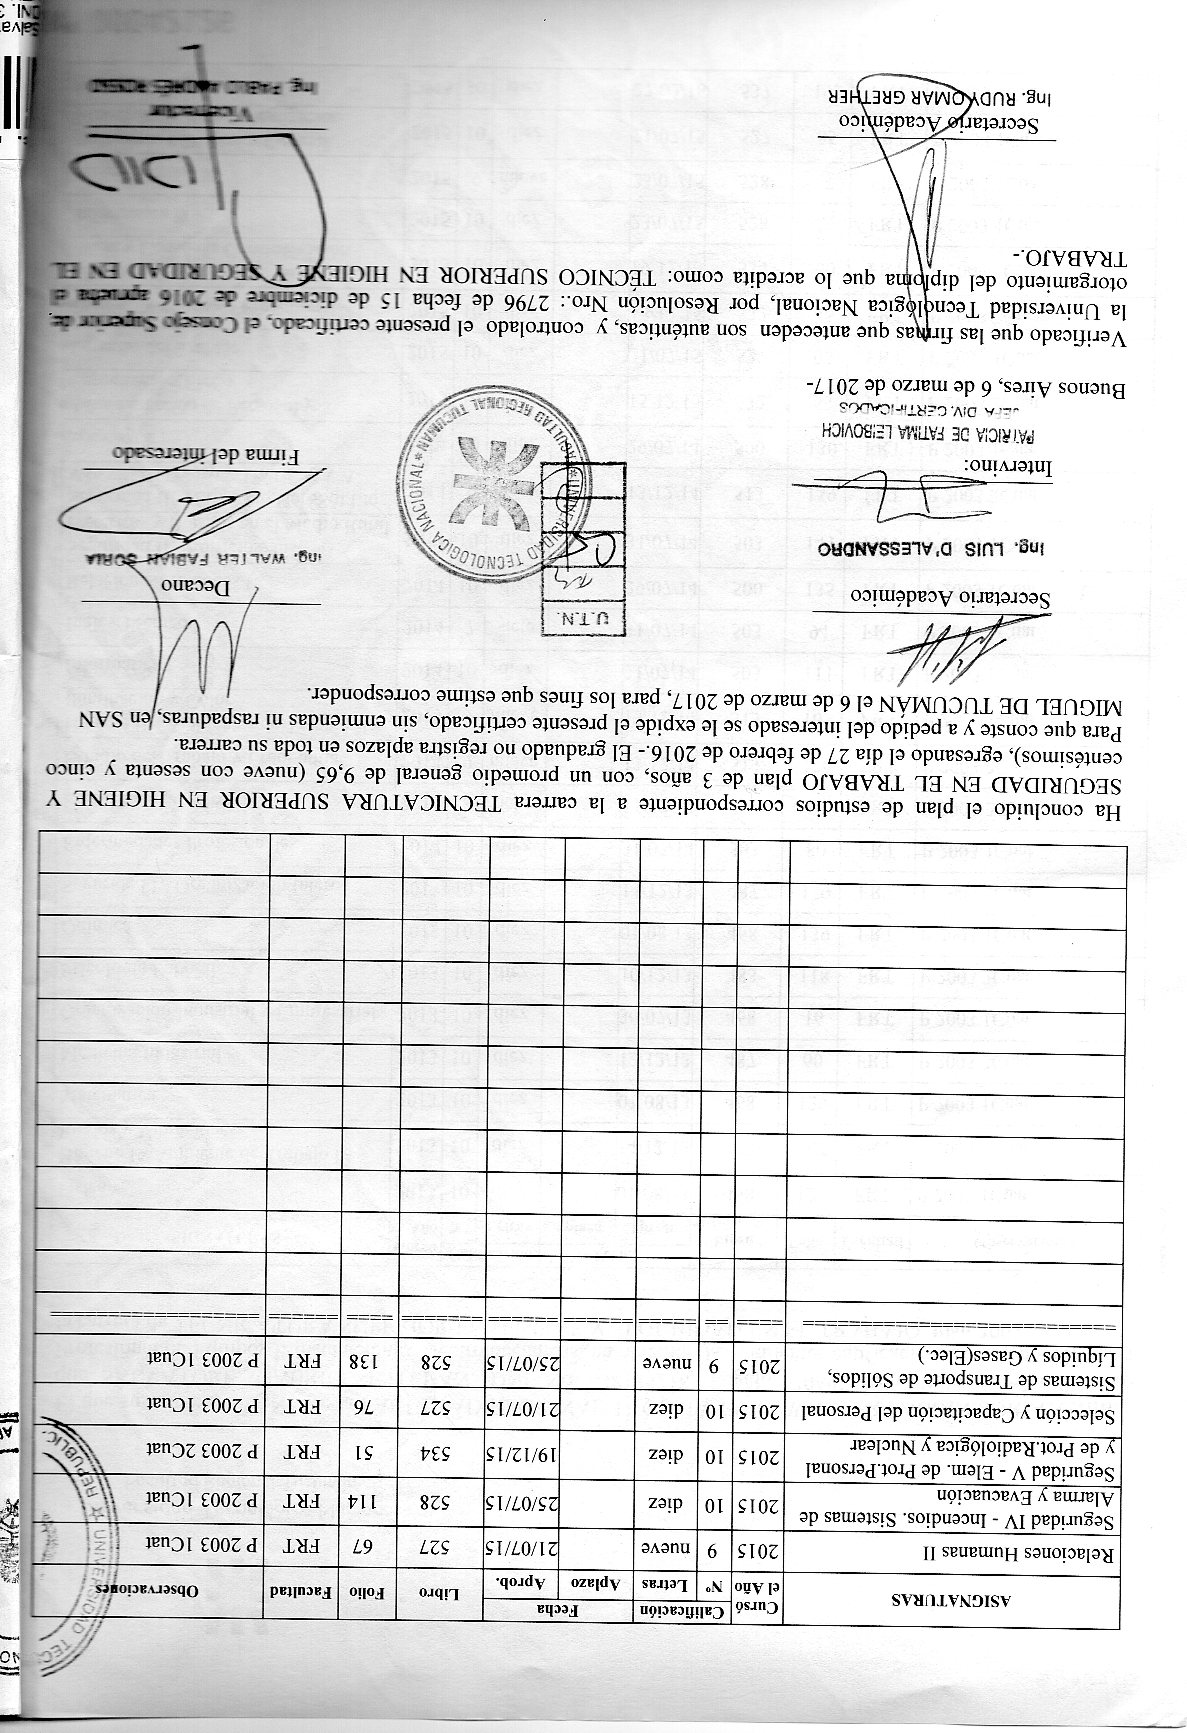 ASIGNATURAS Cursó el Año Calificación Nº Letras Fecha Aplazo Aprob. Libro Folio Facultad Observaciones
Relaciones Humanas II 2015 9 nueve 21/07/15 527 67 FRT P 2003 1Cuat
Seguridad IV - Incendios. Sistemas de
Alarma y Evacuación 2015 10 diez 25/07/15 528 114 FRT P 2003 1Cuat
Seguridad V - Elem. de Prot.Personal
y de Prot.Radiológica y Nuclear 2015 10 diez 19/12/15 534 51 FRT P 2003 2Cuat
Selección y Capacitación del Personal 2015 10 diez 21/07/15 527 76 FRT P 2003 1Cuat
Sistemas de Transporte de Sólidos,
Líquidos y Gases(Elec.) 2015 9 nueve 25/07/15 528 138 FRT P 2003 1Cuat
Ha concluido el plan de estudios correspondiente a la carrera TECNICATURA SUPERIOR EN HIGIENE Y
SEGURIDAD EN EL TRABAJO plan de 3 años, con un promedio general de 9,65 (nueve con sesenta y cinco
centésimos), egresando el día 27 de febrero de 2016.- El graduado no registra aplazos en toda su carrera.
Para que conste y a pedido del interesado se le expide el presente certificado, sin enmiendas ni raspaduras, en SAN
MIGUEL DE TUCUMÁN el 6 de marzo de 2017, para los fines que estime corresponder.
Secretario Académico
Ing. LUIS D'ALESSANDRO
Decano
Ing. WALTER FABIAN SORIA
U.T.N.
UNIVERSIDAD TECNOLOGICA NACIONAL
FACULTAD REGIONAL TUCUMAN
Intervino:
PATRICIA DE FATIMA LEIBOVICH
JEFA DIV. CERTIFICADOS
Firma del interesado
Buenos Aires, 6 de marzo de 2017-
Verificado que las firmas que anteceden son auténticas, y controlado el presente certificado, el Consejo Superior de
la Universidad Tecnológica Nacional, por Resolución Nro.: 2796 de fecha 15 de diciembre de 2016 aprueba el
otorgamiento del diploma que lo acredita como: TÉCNICO SUPERIOR EN HIGIENE Y SEGURIDAD EN EL
TRABAJO.-
Secretario Académico
Ing. RUDY OMAR GRETHER
Vicerrector
Ing. PABLO ANDRES ROSSO